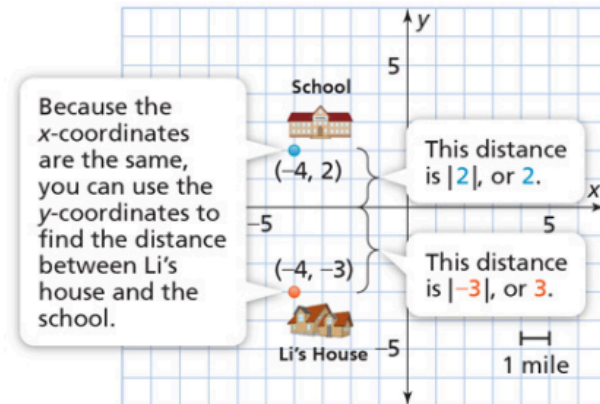 y
5
School
Because the
x-coordinates
are the same,
you can use the
y-coordinates to
find the distance
between Li's
house and the
school.
(−4, 2)
This distance
is |2|, or 2.
x
−5
5
(−4, −3)
This distance
is |−3|, or 3.
Li's House
−5
1 mile